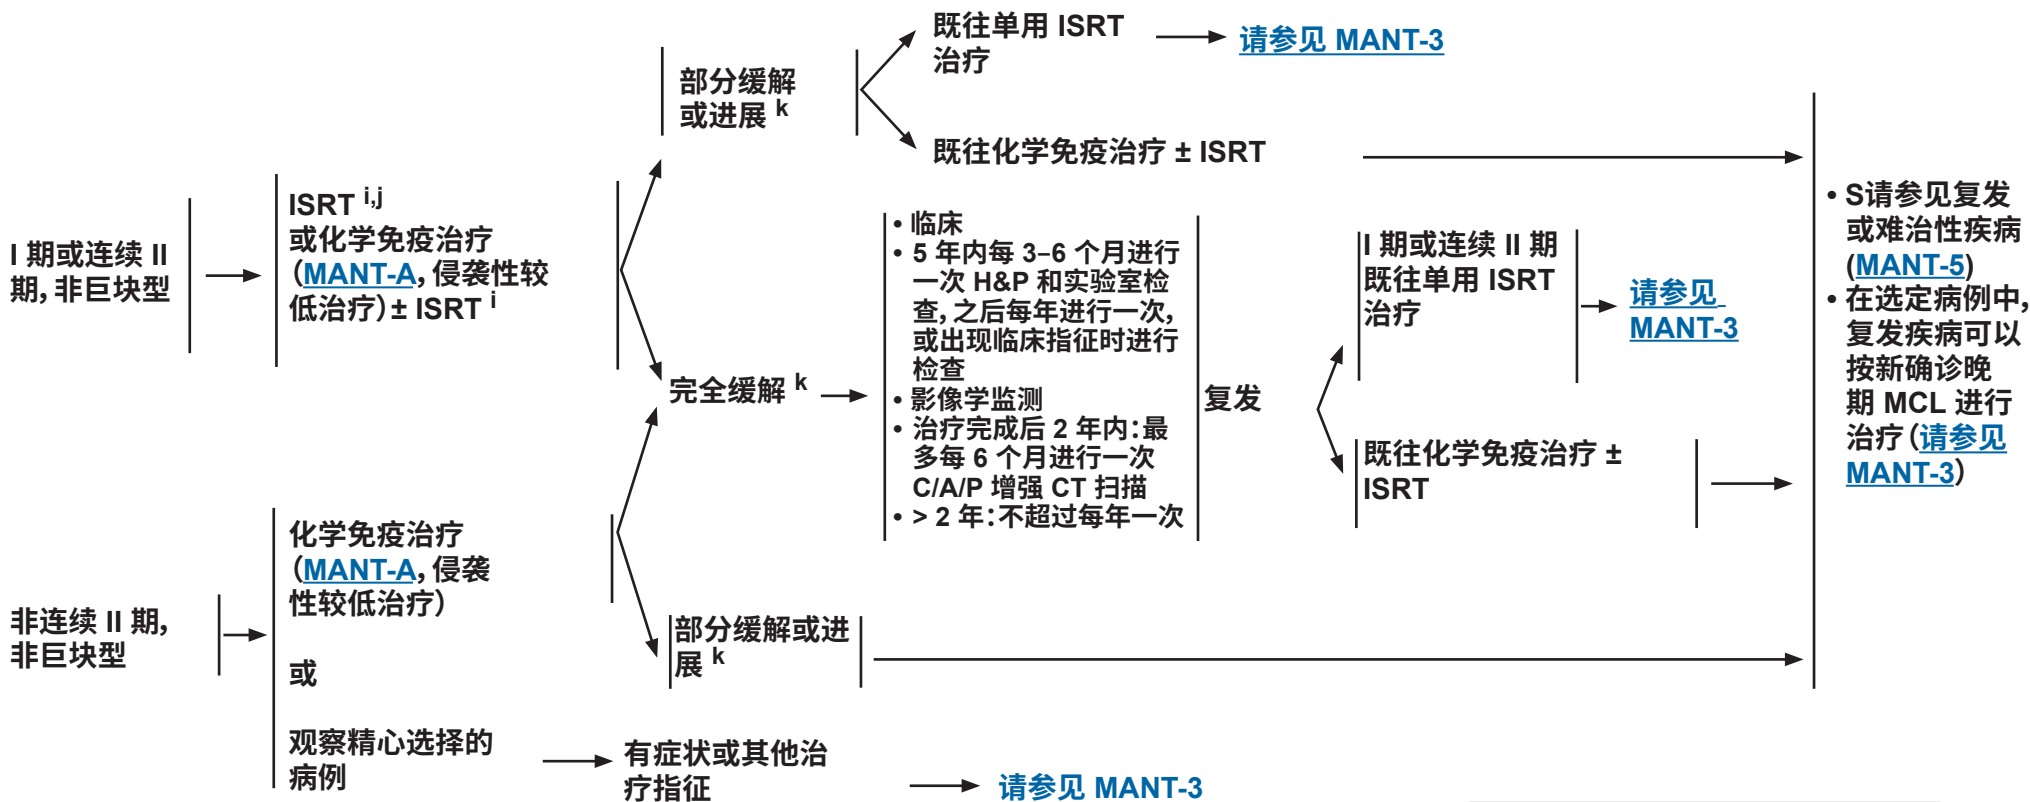 I 期或连续 II
期，非巨块型
ISRT i,j
或化学免疫治疗
（MANT-A，侵袭性较
低治疗）± ISRT i
部分缓解
或进展 k
既往单用 ISRT
治疗
请参见 MANT-3
既往化学免疫治疗 ± ISRT
完全缓解 k
• 临床
• 5 年内每 3–6 个月进行
一次 H&P 和实验室检
查，之后每年进行一次，
或出现临床指征时进行
检查
• 影像学监测
• 治疗完成后 2 年内：最
多每 6 个月进行一次
C/A/P 增强 CT 扫描
• > 2 年：不超过每年一次
复发
I 期或连续 II 期
既往单用 ISRT
治疗
请参见
MANT-3
既往化学免疫治疗 ±
ISRT
• S请参见复发
或难治性疾病
(MANT-5)
• 在选定病例中，
复发疾病可以
按新确诊晚
期 MCL 进行
治疗（请参见
MANT-3）
非连续 II 期，
非巨块型
化学免疫治疗
（MANT-A，侵袭
性较低治疗）
或
观察精心选择的
病例
部分缓解或进
展 k
有症状或其他治
疗指征
请参见 MANT-3